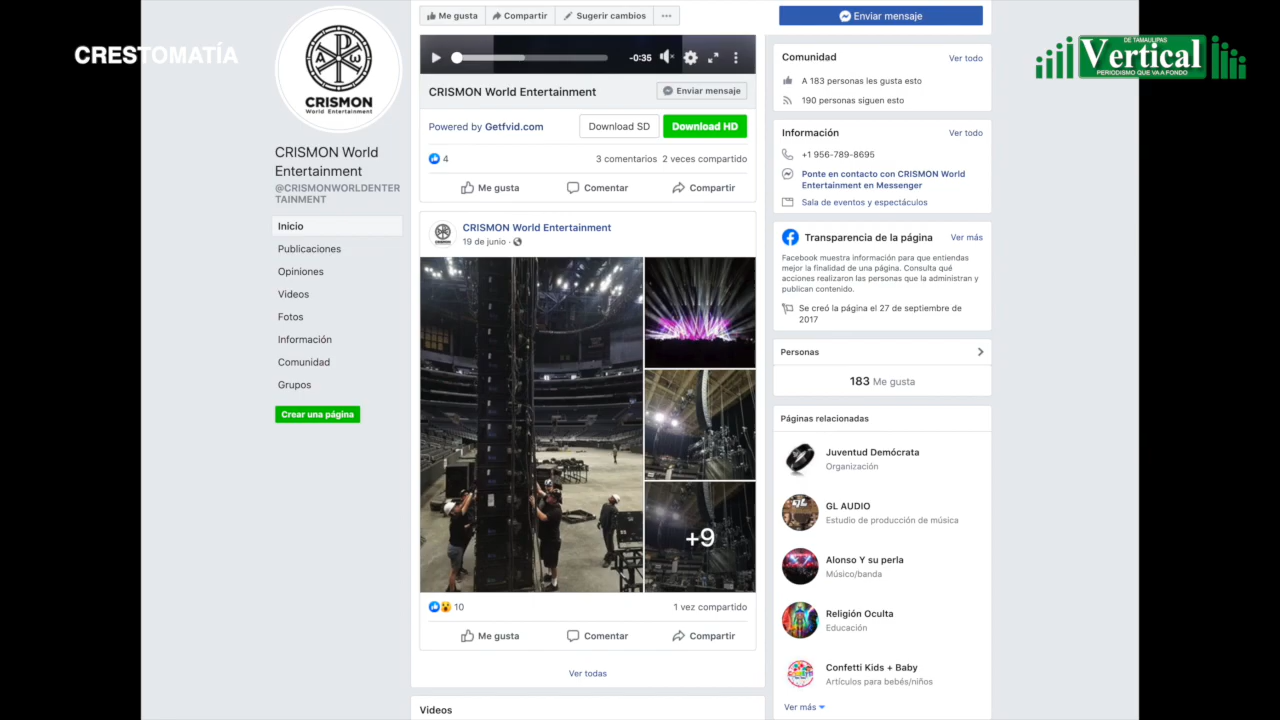 CRESTOMATÍA
DE TAMAULIPAS
Vertical
PERIODISMO QUE VA A FONDO
CRISMON
World Entertainment
CRISMON World
Entertainment
@CRISMONWORLDENTER
TAINMENT
Inicio
Publicaciones
Opiniones
Videos
Fotos
Información
Comunidad
Grupos
Crear una página
Me gusta
Compartir
Sugerir cambios
-0:35
CRISMON World Entertainment
Enviar mensaje
Powered by Getfvid.com
Download SD
Download HD
4
3 comentarios 2 veces compartido
Me gusta
Comentar
Compartir
CRISMON World Entertainment
19 de junio ·
+9
10
1 vez compartido
Me gusta
Comentar
Compartir
Ver todas
Videos
Enviar mensaje
Comunidad
Ver todo
A 183 personas les gusta esto
190 personas siguen esto
Información
Ver todo
+1 956-789-8695
Ponte en contacto con CRISMON World
Entertainment en Messenger
Sala de eventos y espectáculos
Transparencia de la página
Ver más
Facebook muestra información para que entiendas
mejor la finalidad de una página. Consulta qué
acciones realizaron las personas que la administran y
publican contenido.
Se creó la página el 27 de septiembre de
2017
Personas
183 Me gusta
Páginas relacionadas
Juventud Demócrata
Organización
GL AUDIO
Estudio de producción de música
Alonso Y su perla
Músico/banda
Religión Oculta
Educación
Confetti Kids + Baby
Artículos para bebés/niños
Ver más